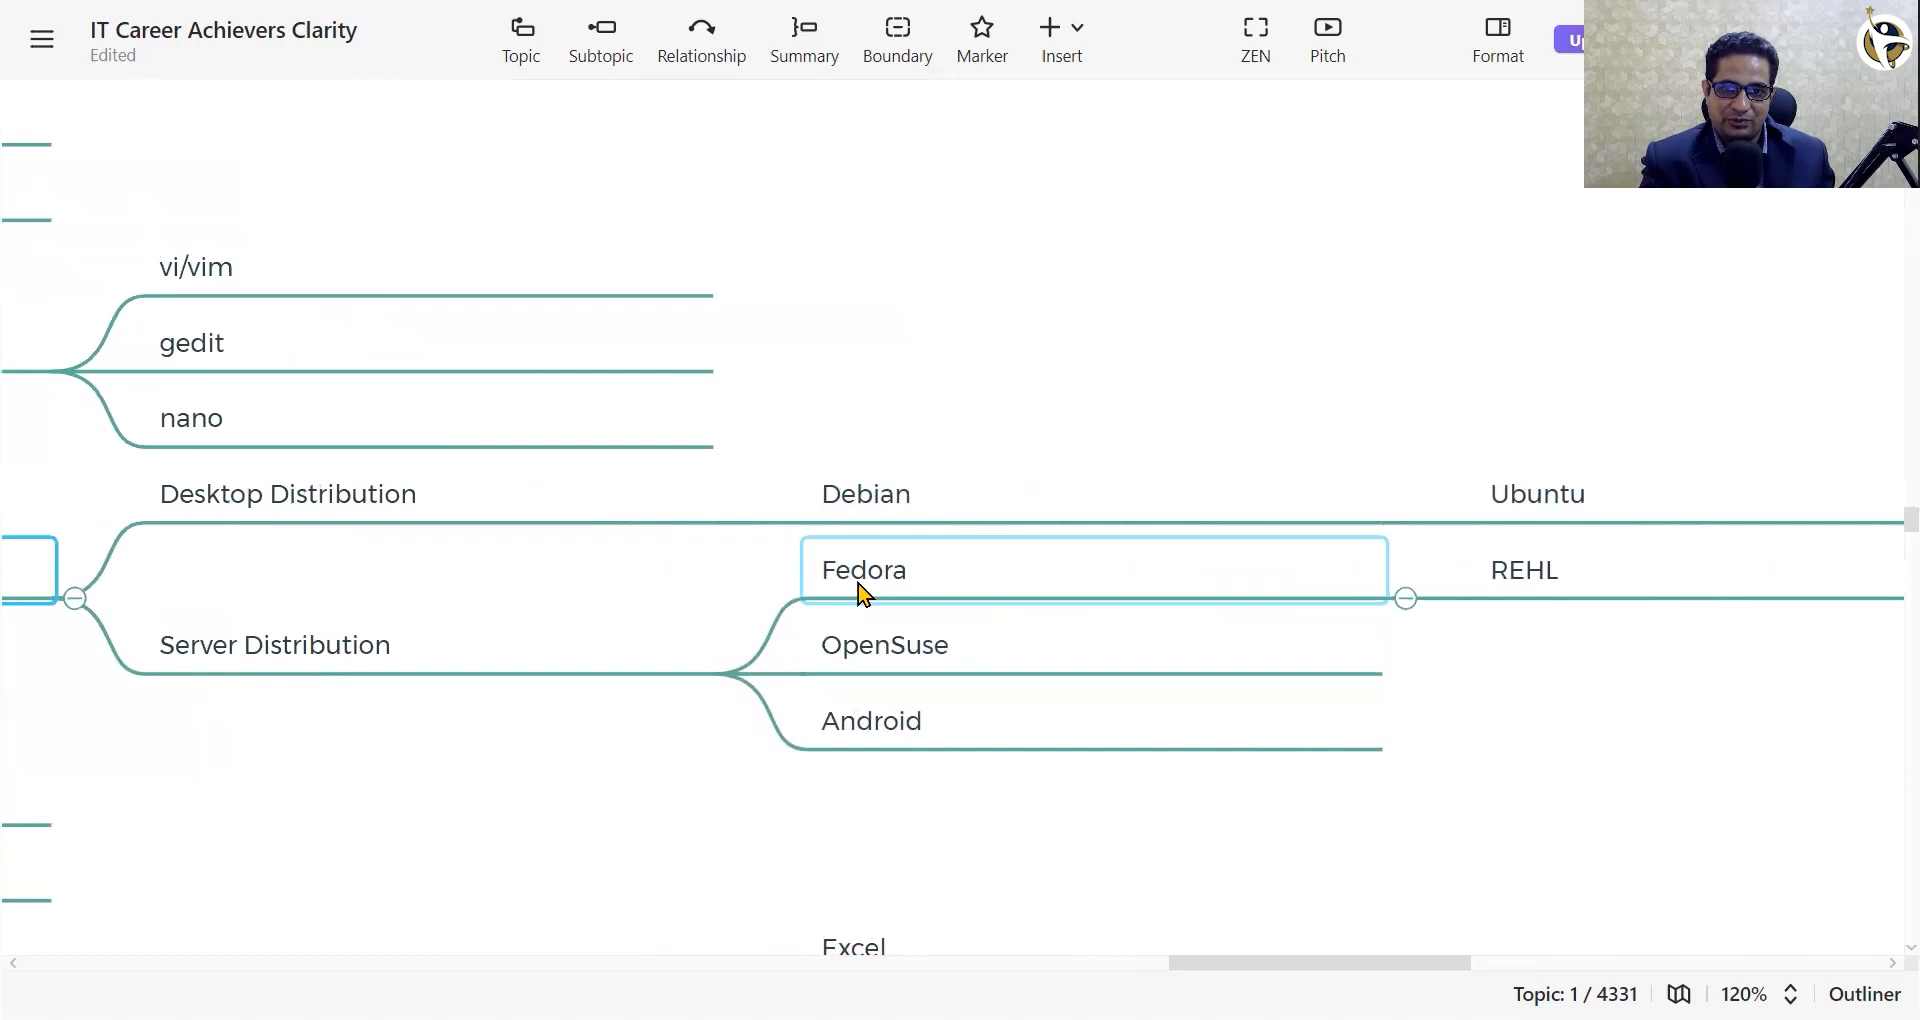 IT Career Achievers Clarity
Edited
Topic
Subtopic
Relationship
Summary
Boundary
Marker
Insert
ZEN
Pitch
Format
vi/vim
gedit
nano
Desktop Distribution
Debian
Ubuntu
Fedora
REHL
Server Distribution
OpenSuse
Android
Excel
Topic: 1 / 4331
120%
Outliner